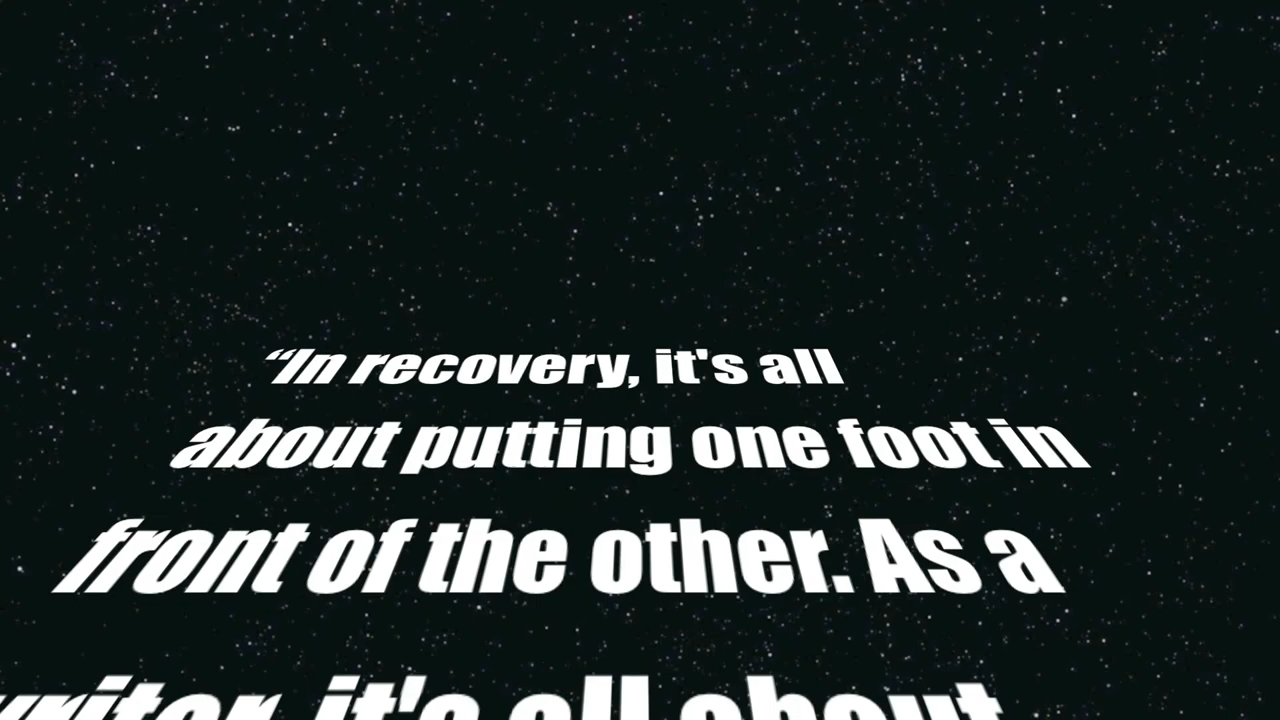 “In recovery, it's all
about putting one foot in
front of the other. As a
writer, it's all about